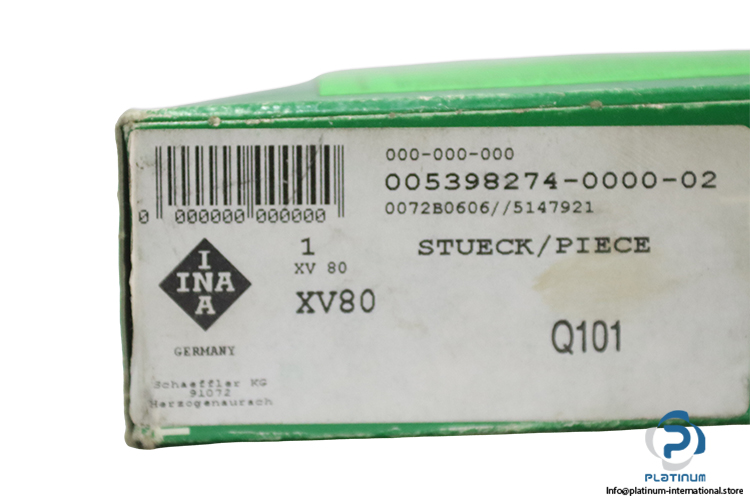 000-000-000
005398274-0000-02
0072B0606//5147921
0 000000 000000
1 STUECK/PIECE
XV 80
XV80
Q101
I
INA
A
GERMANY
Schaeffler KG
91072
Herzogenaurach
PLATINUM
Info@platinum-international.store